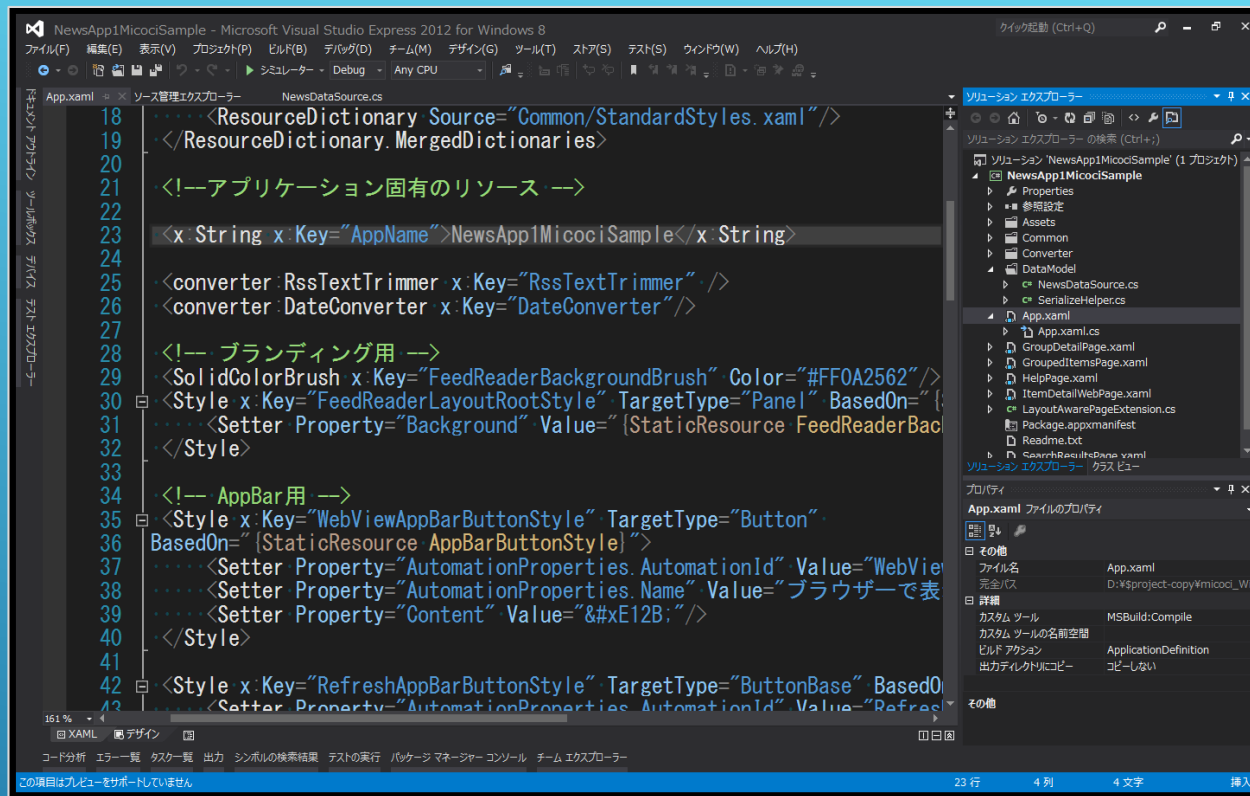 NewsApp1MicociSample - Microsoft Visual Studio Express 2012 for Windows 8
クイック起動 (Ctrl+Q)
ファイル(F) 編集(E) 表示(V) プロジェクト(P) ビルド(B) デバッグ(D) チーム(M) デザイン(G) ツール(T) ストア(S) テスト(S) ウィンドウ(W) ヘルプ(H)
シミュレーター Debug Any CPU
ドキュメント アウトライン
ツールボックス
デバイス
テスト エクスプローラー
App.xaml ソース管理エクスプローラー NewsDataSource.cs
18 <ResourceDictionary Source="Common/StandardStyles.xaml"/>
19 </ResourceDictionary.MergedDictionaries>
20
21 <!--アプリケーション固有のリソース -->
22
23 <x:String x:Key="AppName">NewsApp1MicociSample</x:String>
24
25 <converter:RssTextTrimmer x:Key="RssTextTrimmer" />
26 <converter:DateConverter x:Key="DateConverter"/>
27
28 <!-- ブランディング用 -->
29 <SolidColorBrush x:Key="FeedReaderBackgroundBrush" Color="#FF0A2562"/>
30 <Style x:Key="FeedReaderLayoutRootStyle" TargetType="Panel" BasedOn="{
31 <Setter Property="Background" Value="{StaticResource FeedReaderBac
32 </Style>
33
34 <!-- AppBar用 -->
35 <Style x:Key="WebViewAppBarButtonStyle" TargetType="Button"
36 BasedOn="{StaticResource AppBarButtonStyle}">
37 <Setter Property="AutomationProperties.AutomationId" Value="WebVie
38 <Setter Property="AutomationProperties.Name" Value="ブラウザーで表
39 <Setter Property="Content" Value="&#xE12B;"/>
40 </Style>
41
42 <Style x:Key="RefreshAppBarButtonStyle" TargetType="ButtonBase" BasedO
43 <Setter Property="AutomationProperties.AutomationId" Value="Refres
161 %
XAML デザイン
コード分析 エラー一覧 タスク一覧 出力 シンボルの検索結果 テストの実行 パッケージ マネージャー コンソール チーム エクスプローラー
ソリューション エクスプローラー
ソリューション エクスプローラー の検索 (Ctrl+;)
ソリューション 'NewsApp1MicociSample' (1 プロジェクト)
NewsApp1MicociSample
Properties
参照設定
Assets
Common
Converter
DataModel
NewsDataSource.cs
SerializeHelper.cs
App.xaml
App.xaml.cs
GroupDetailPage.xaml
GroupedItemsPage.xaml
HelpPage.xaml
ItemDetailWebPage.xaml
LayoutAwarePageExtension.cs
Package.appxmanifest
Readme.txt
SearchResultsPage.xaml
ソリューション エクスプローラー クラス ビュー
プロパティ
App.xaml ファイルのプロパティ
その他
ファイル名 App.xaml
完全パス D:¥$project-copy¥micoci_W
詳細
カスタム ツール MSBuild:Compile
カスタム ツールの名前空間
ビルド アクション ApplicationDefinition
出力ディレクトリにコピー コピーしない
その他
この項目はプレビューをサポートしていません 23 行 4 列 4 文字 挿入